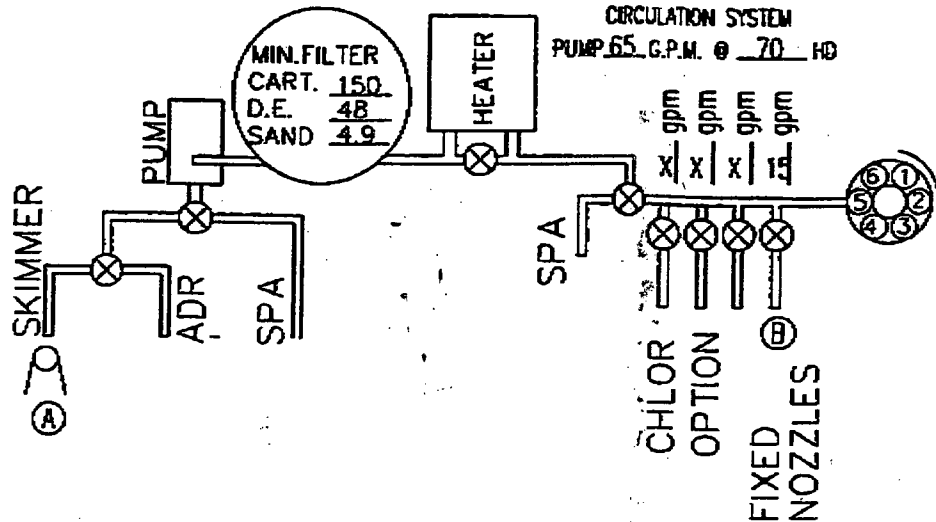 CIRCULATION SYSTEM
PUMP 65 G.P.M. @ 70 HD
MIN. FILTER
CART. 150
D.E. 48
SAND 4.9
HEATER
PUMP
X gpm
X gpm
X gpm
15 gpm
6 1
5 2
4 3
SKIMMER
ADR
SPA
SPA
A
B
CHLOR
OPTION
FIXED
NOZZLES